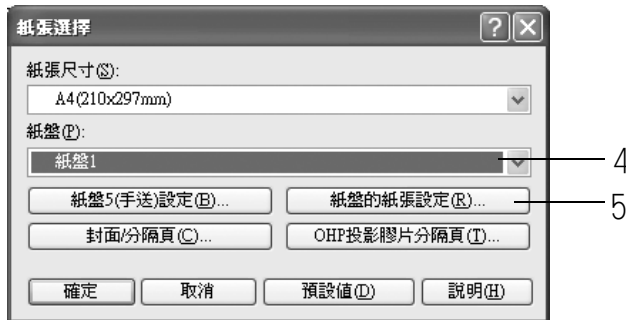 紙張選擇
紙張尺寸(S):
A4(210x297mm)
紙盤(P):
紙盤1
4
紙盤5(手送)設定(B)... 紙盤的紙張設定(R)...
5
封面/分隔頁(C)... OHP投影膠片分隔頁(T)...
確定 取消 預設值(D) 說明(H)